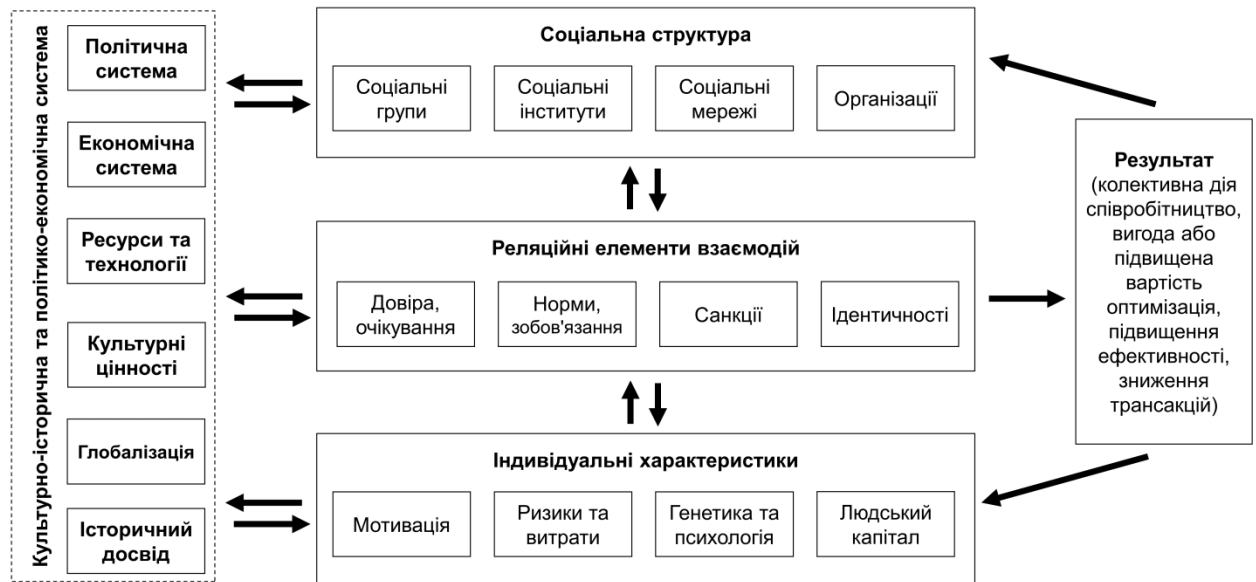 Культурно-історична та політико-економічна система
Політична
система
Економічна
система
Ресурси та
технології
Культурні
цінності
Глобалізація
Історичний
досвід
Соціальна структура
Соціальні
групи
Соціальні
інститути
Соціальні
мережі
Організації
Реляційні елементи взаємодій
Довіра,
очікування
Норми,
зобов'язання
Санкції
Ідентичності
Індивідуальні характеристики
Мотивація
Ризики та
витрати
Генетика та
психологія
Людський
капітал
Результат
(колективна дія
співробітництво,
вигода або
підвищена
вартість
оптимізація,
підвищення
ефективності,
зниження
трансакцій)